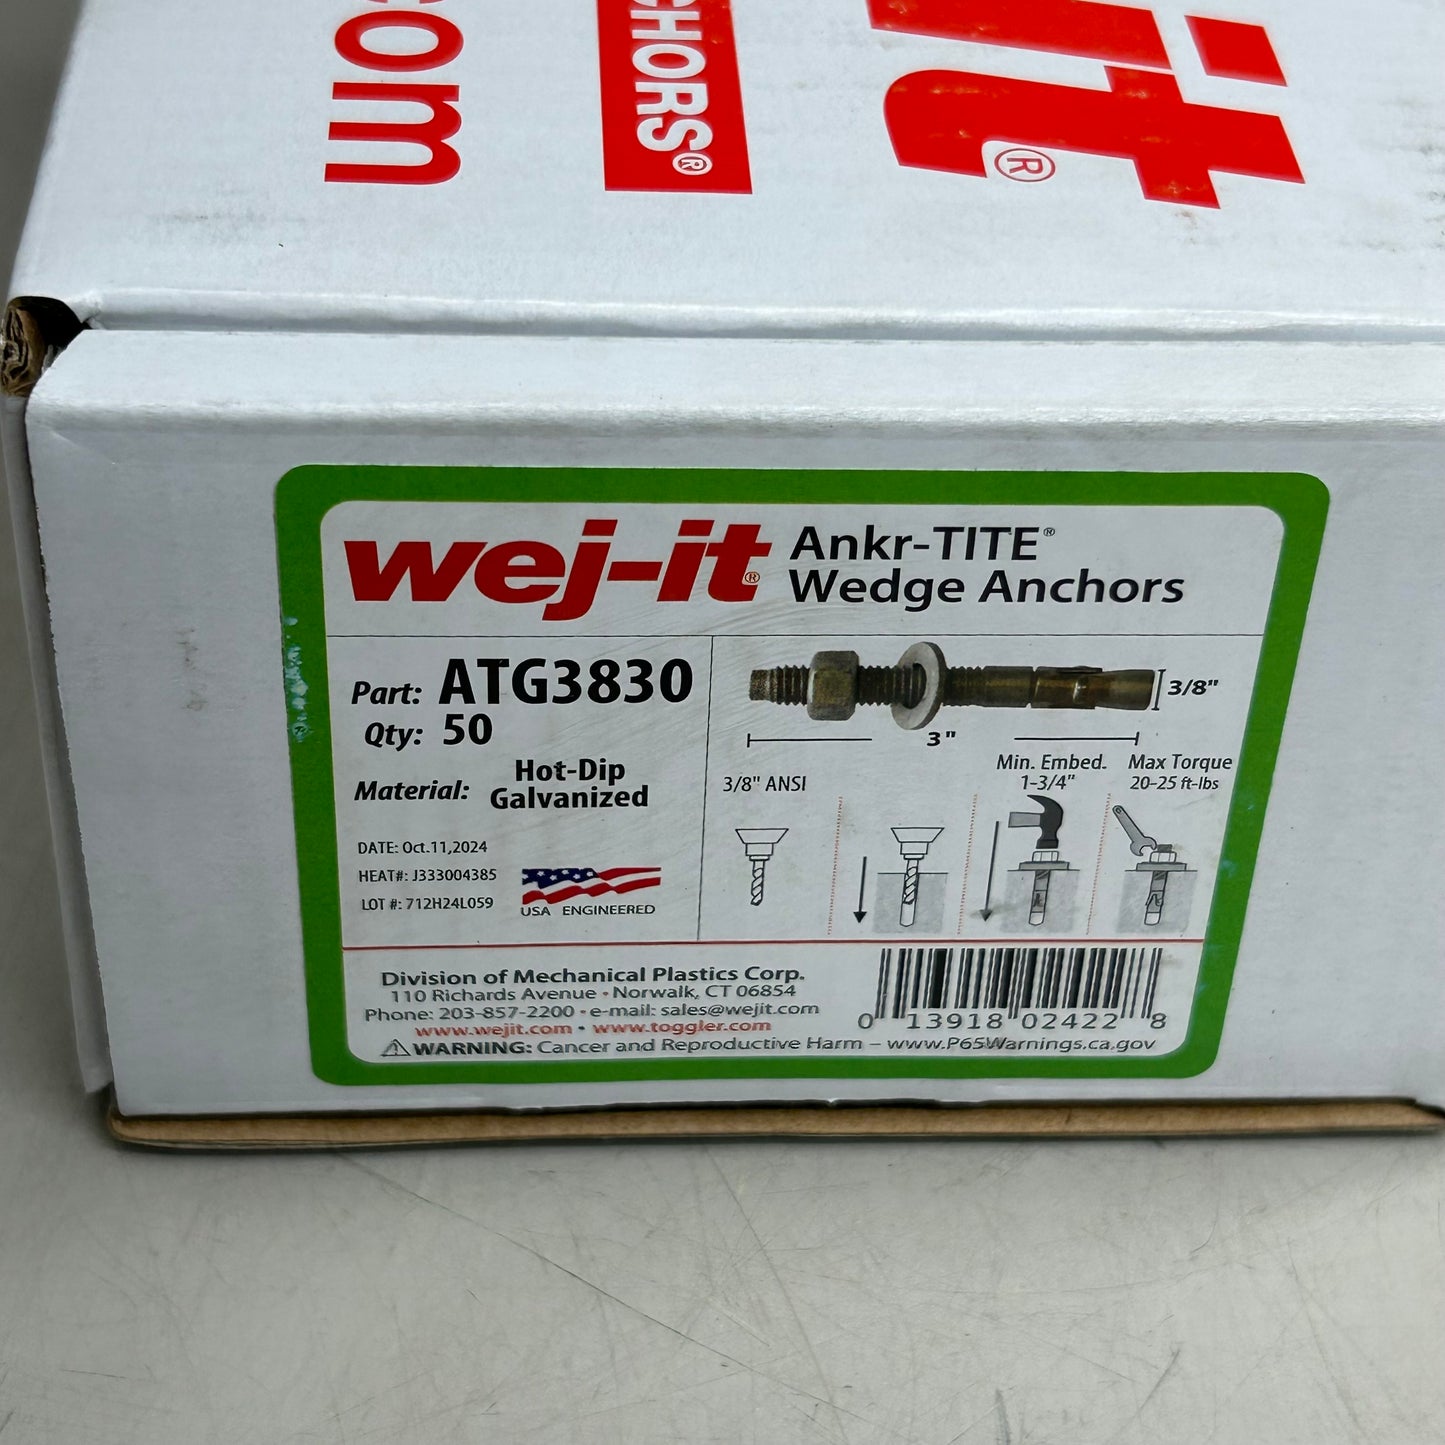 com
CHORS®
it®
wej-it® Ankr-TITE®
Wedge Anchors
Part: ATG3830
Qty: 50
Material: Hot-Dip
Galvanized
DATE: Oct.11,2024
HEAT#: J333004385
LOT #: 712H24L059
USA ENGINEERED
3/8"
3"
3/8" ANSI
Min. Embed.
1-3/4"
Max Torque
20-25 ft-lbs
Division of Mechanical Plastics Corp.
110 Richards Avenue • Norwalk, CT 06854
Phone: 203-857-2200 • e-mail: sales@wejit.com
www.wejit.com • www.toggler.com
⚠WARNING: Cancer and Reproductive Harm – www.P65Warnings.ca.gov
0 13918 02422 8